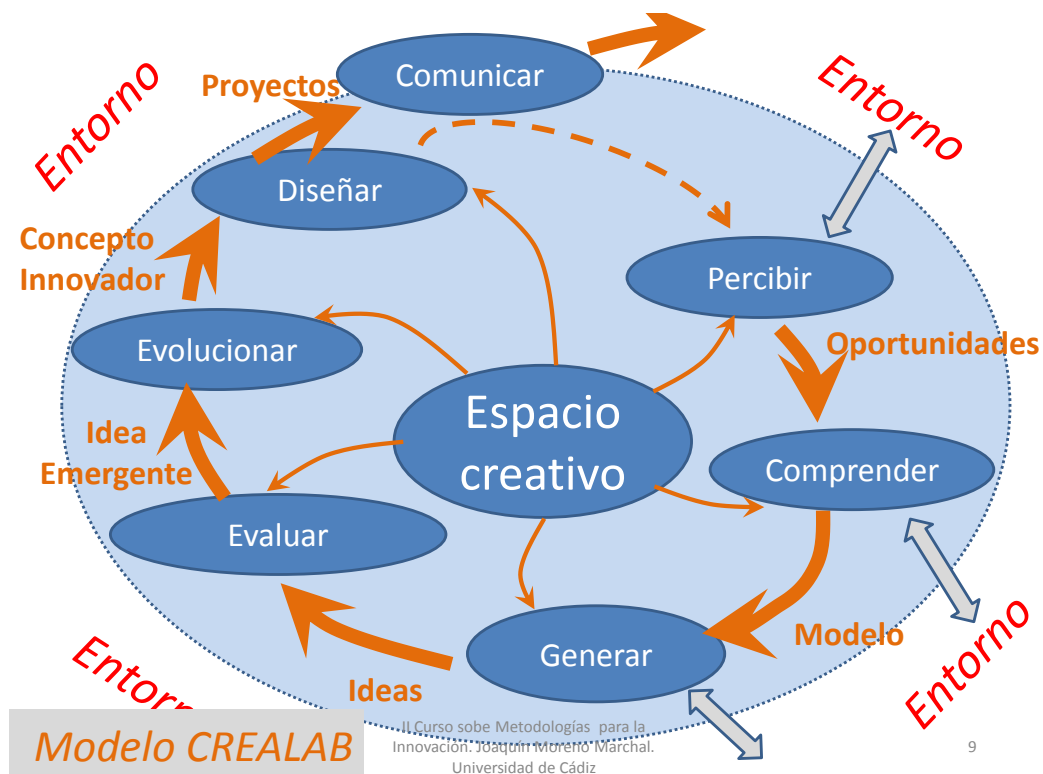 Comunicar
Proyectos
Entorno
Entorno
Diseñar
Concepto
Innovador
Percibir
Oportunidades
Evolucionar
Espacio
creativo
Idea
Emergente
Comprender
Evaluar
Modelo
Generar
Ideas
Entorno
Entorno
Modelo CREALAB
II Curso sobe Metodologías para la
Innovación. Joaquín Moreno Marchal.
Universidad de Cádiz
9